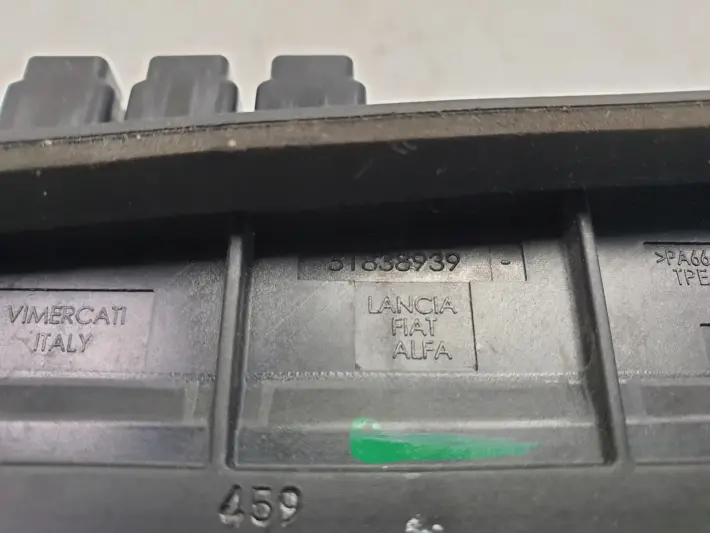 51838939 -
>PA66
TPE
VIMERCATI
ITALY
LANCIA
FIAT
ALFA
459